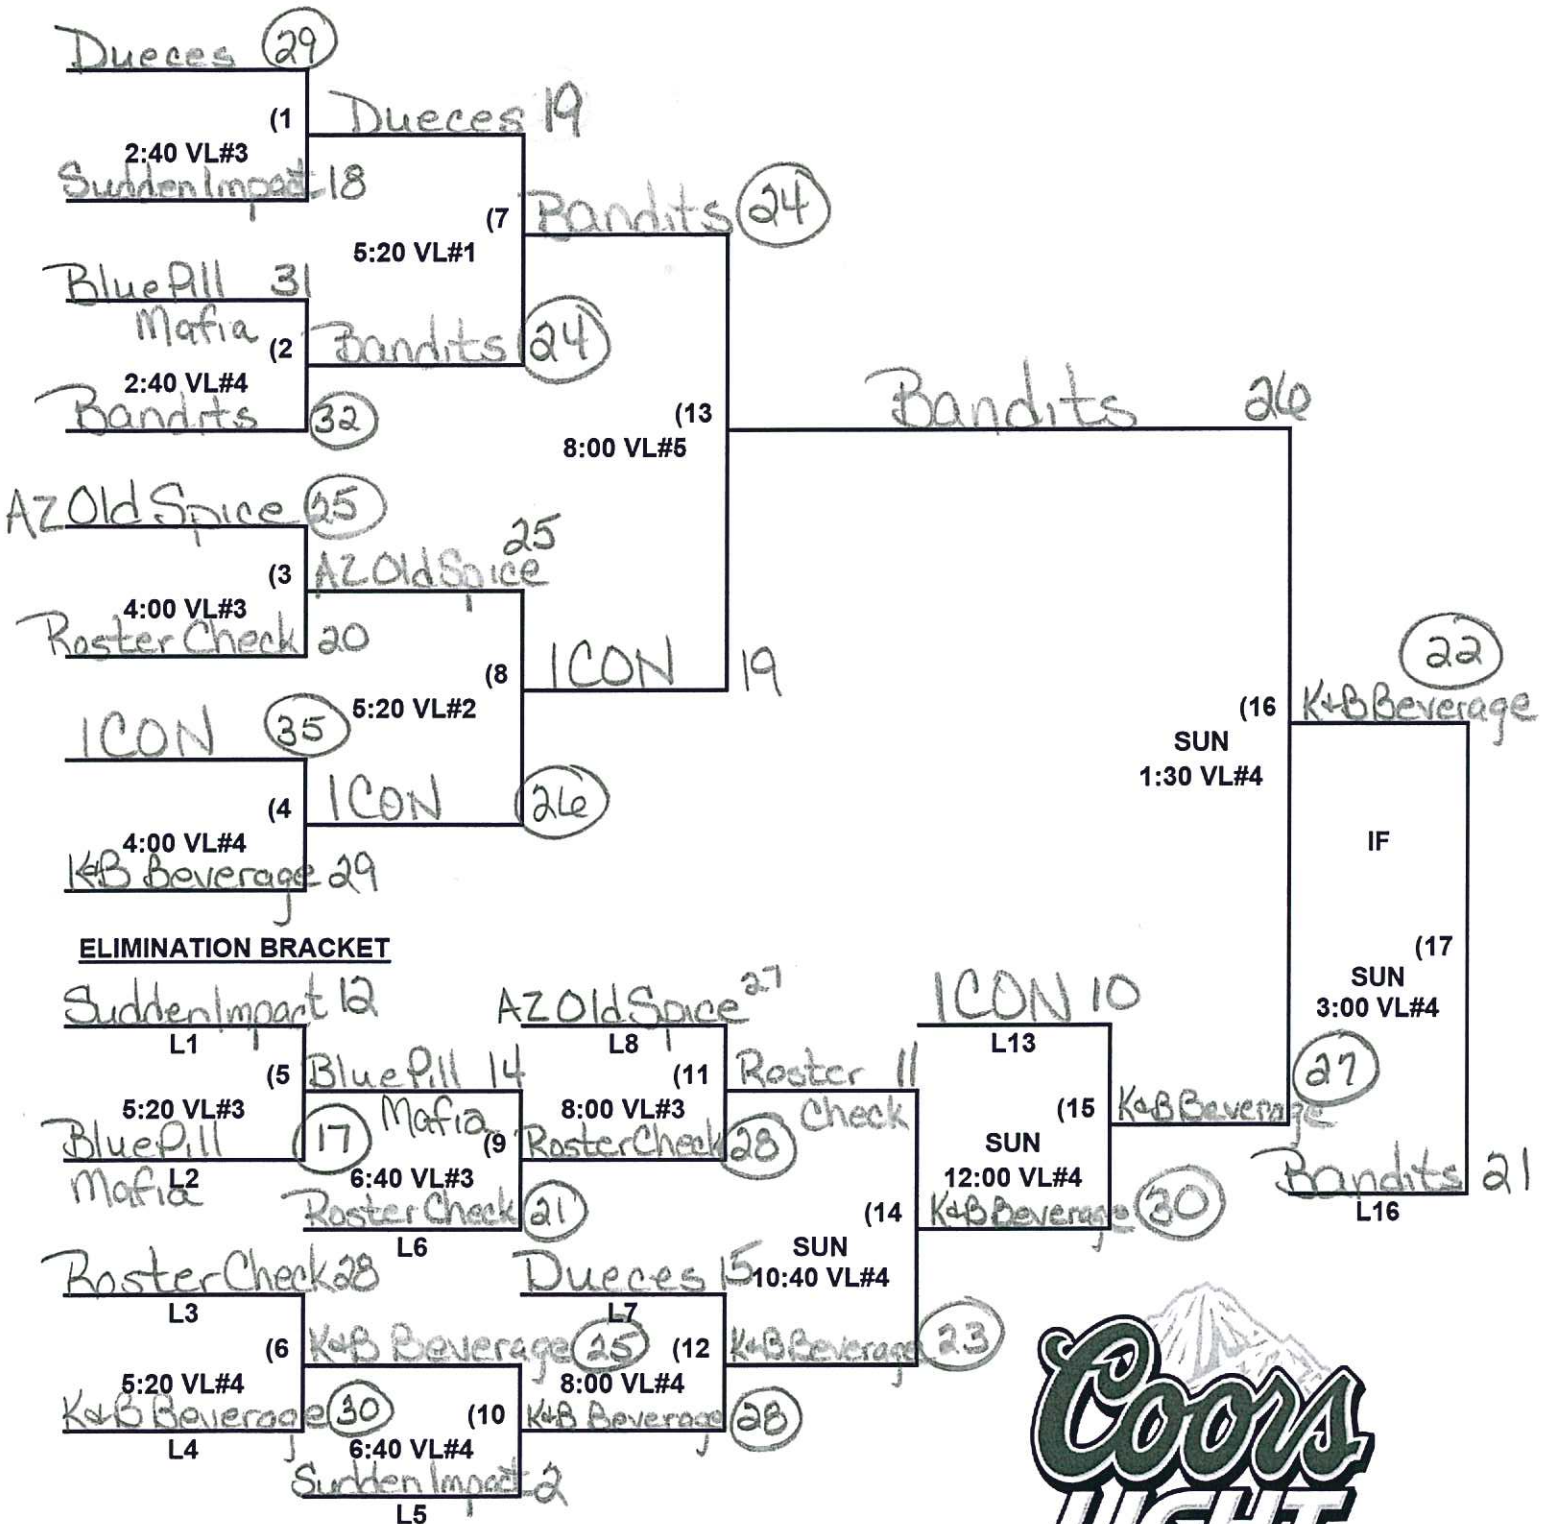 Dueces 29
(1
Dueces 19
2:40 VL#3
Sudden Impact 18
(7
Bandits 24
5:20 VL#1
Blue Pill 31
Mafia
(2
Bandits 24
2:40 VL#4
Bandits 32
(13
8:00 VL#5
Bandits 26
AZ Old Spice 25
(3
AZ Old Spice 25
4:00 VL#3
Roster Check 20
(8
ICON 19
5:20 VL#2
ICON 35
(4
ICON 26
4:00 VL#4
K&B Beverage 29
(16
SUN
1:30 VL#4
K&B Beverage 22
IF
(17
SUN
3:00 VL#4
ELIMINATION BRACKET
Sudden Impact 12
L1
(5
5:20 VL#3
Blue Pill 17
Mafia
L2
Blue Pill 14
Mafia
(9
6:40 VL#3
Roster Check 21
L6
AZ Old Spice 27
L8
(11
8:00 VL#3
Roster Check 28
Roster 11
Check
ICON 10
L13
(15
SUN
12:00 VL#4
K&B Beverage 27
Bandits 21
L16
(14
SUN
10:40 VL#4
K&B Beverage 30
Roster Check 28
L3
(6
5:20 VL#4
K&B Beverage 30
L4
K&B Beverage 25
(10
6:40 VL#4
Sudden Impact 2
L5
Dueces 15
L7
(12
8:00 VL#4
K&B Beverage 28
K&B Beverage 23
Coors
LIGHT